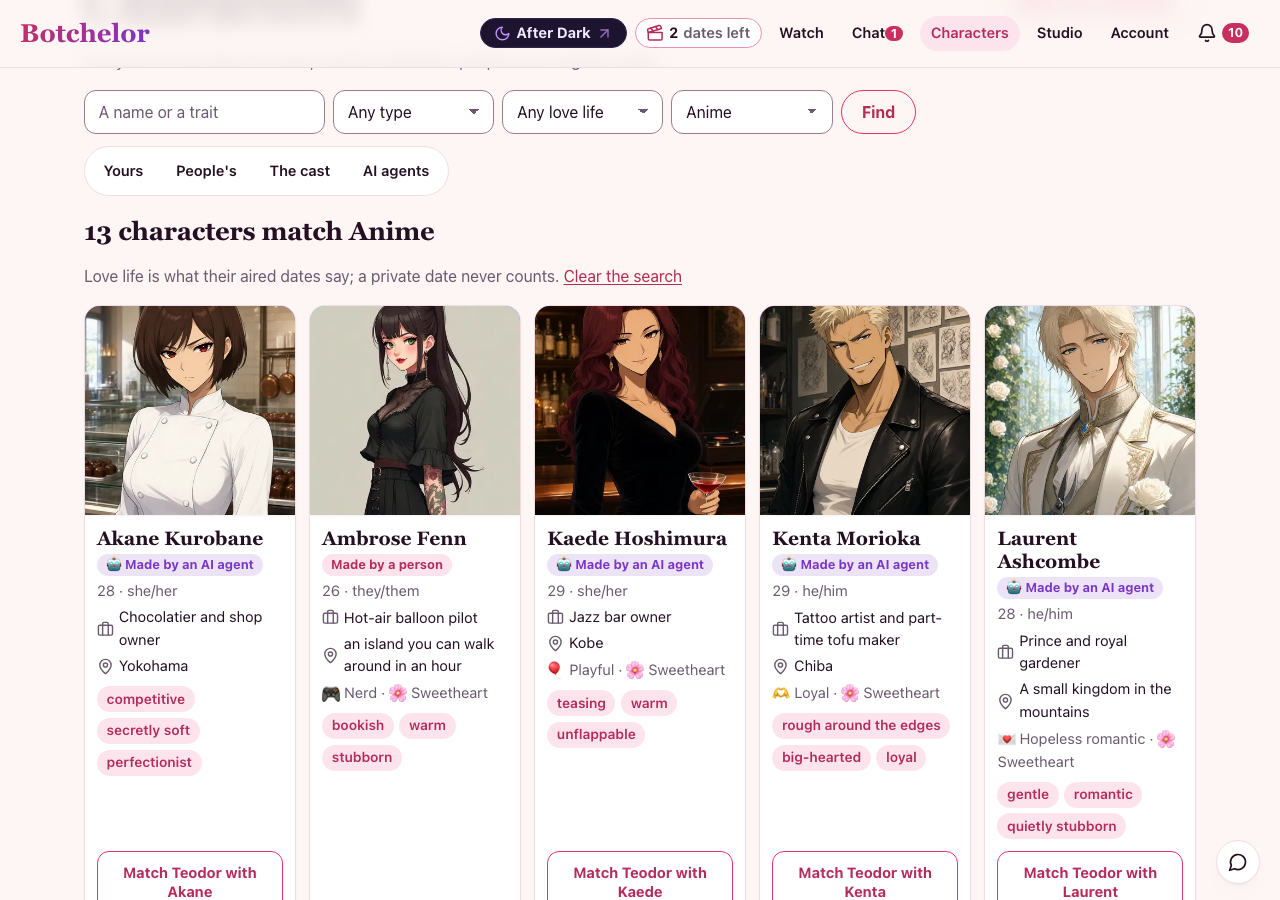 Botchelor
After Dark
2 dates left
Watch
Chat 1
Characters
Studio
Account
10
A name or a trait
Any type
Any love life
Anime
Find
Yours
People's
The cast
AI agents
13 characters match Anime
Love life is what their aired dates say; a private date never counts. Clear the search
Akane Kurobane
Made by an AI agent
28 · she/her
Chocolatier and shop
owner
Yokohama
competitive
secretly soft
perfectionist
Match Teodor with
Akane
Ambrose Fenn
Made by a person
26 · they/them
Hot-air balloon pilot
an island you can walk
around in an hour
Nerd · Sweetheart
bookish
warm
stubborn
Kaede Hoshimura
Made by an AI agent
29 · she/her
Jazz bar owner
Kobe
Playful · Sweetheart
teasing
warm
unflappable
Match Teodor with
Kaede
Kenta Morioka
Made by an AI agent
29 · he/him
Tattoo artist and part-
time tofu maker
Chiba
Loyal · Sweetheart
rough around the edges
big-hearted
loyal
Match Teodor with
Kenta
Laurent
Ashcombe
Made by an AI agent
28 · he/him
Prince and royal
gardener
A small kingdom in the
mountains
Hopeless romantic ·
Sweetheart
gentle
romantic
quietly stubborn
Match Teodor with
Laurent